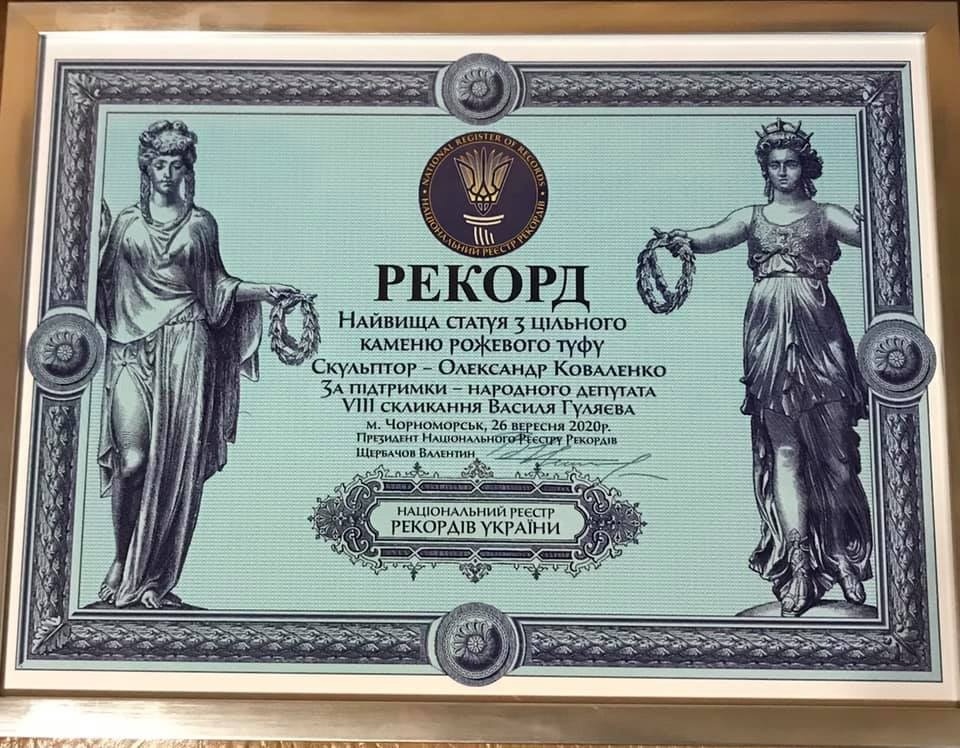 NATIONAL REGISTER OF RECORDS
НАЦІОНАЛЬНИЙ РЕЄСТР РЕКОРДІВ
РЕКОРД
Найвища статуя з цільного
каменю рожевого туфу
Скульптор – Олександр Коваленко
За підтримки – народного депутата
VIII скликання Василя Гуляєва
м. Чорноморськ, 26 вересня 2020р.
Президент Національного Реєстру Рекордів
Щербачов Валентин
НАЦІОНАЛЬНИЙ РЕЄСТР
РЕКОРДІВ УКРАЇНИ